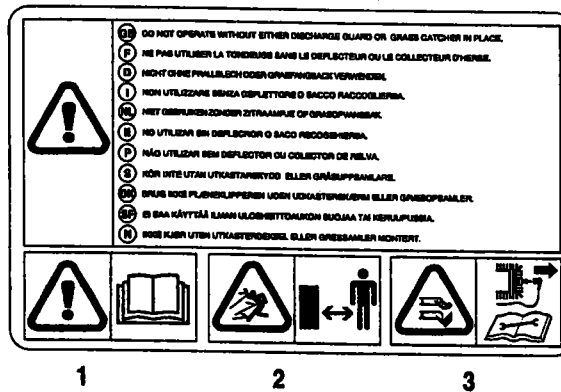 GB DO NOT OPERATE WITHOUT EITHER DISCHARGE GUARD OR GRASS CATCHER IN PLACE.
F NE PAS UTILISER LA TONDEUSE SANS LE DEFLECTEUR OU LE COLLECTEUR D'HERBE.
D NICHT OHNE PRALLBLECH ODER GRASFANGSACK VERWENDEN.
I NON UTILIZZARE SENZA DEFLETTORE O SACCO RACCOGLIERBA.
NL NIET GEBRUIKEN ZONDER OF GRASOPVANGBAK.
E NO UTILIZAR SIN DEFLECROR O SACO RECOGEHIERBA.
P NÃO UTILIZAR SEM DEFLECTOR OU COLECTOR DE RELVA.
S KÖR INTE UTAN UTKASTARSKYDD ELLER GRÄSUPPSAMLARE.
DK BRUG IKKE PLÆNEKLIPPEREN UDEN UDKASTERSKÆRM ELLER GRÆSOPSAMLER.
SF EI SAA KÄYTTÄÄ ILMAN SUOJAA TAI KERUUPUSSIA.
N IKKE KJØR UTEN UTKASTERDEKSEL ELLER GRESSAMLER MONTERT.
1
2
3